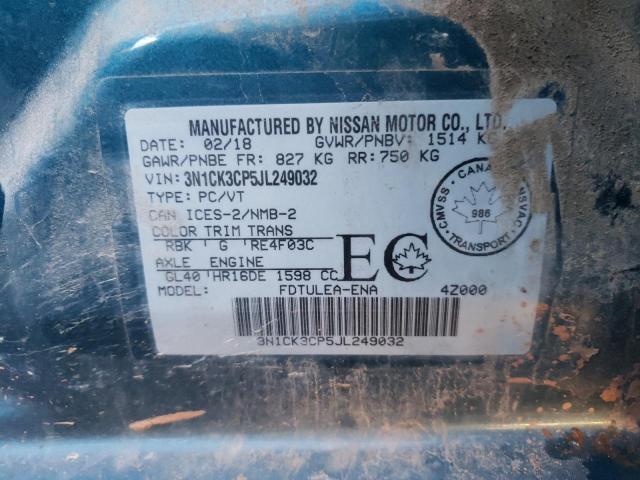 MANUFACTURED BY NISSAN MOTOR CO., LTD.
DATE: 02/18 GVWR/PNBV: 1514 KG
GAWR/PNBE FR: 827 KG RR: 750 KG
VIN: 3N1CK3CP5JL249032
TYPE: PC/VT
CAN ICES-2/NMB-2
COLOR TRIM TRANS
RBK ' G 'RE4F03C
AXLE ENGINE
GL40 'HR16DE 1598 CC
EC
MODEL: FDTULEA-ENA 4Z000
3N1CK3CP5JL249032
CMVSS · CANADA · NSVAC
986
· TRANSPORT ·